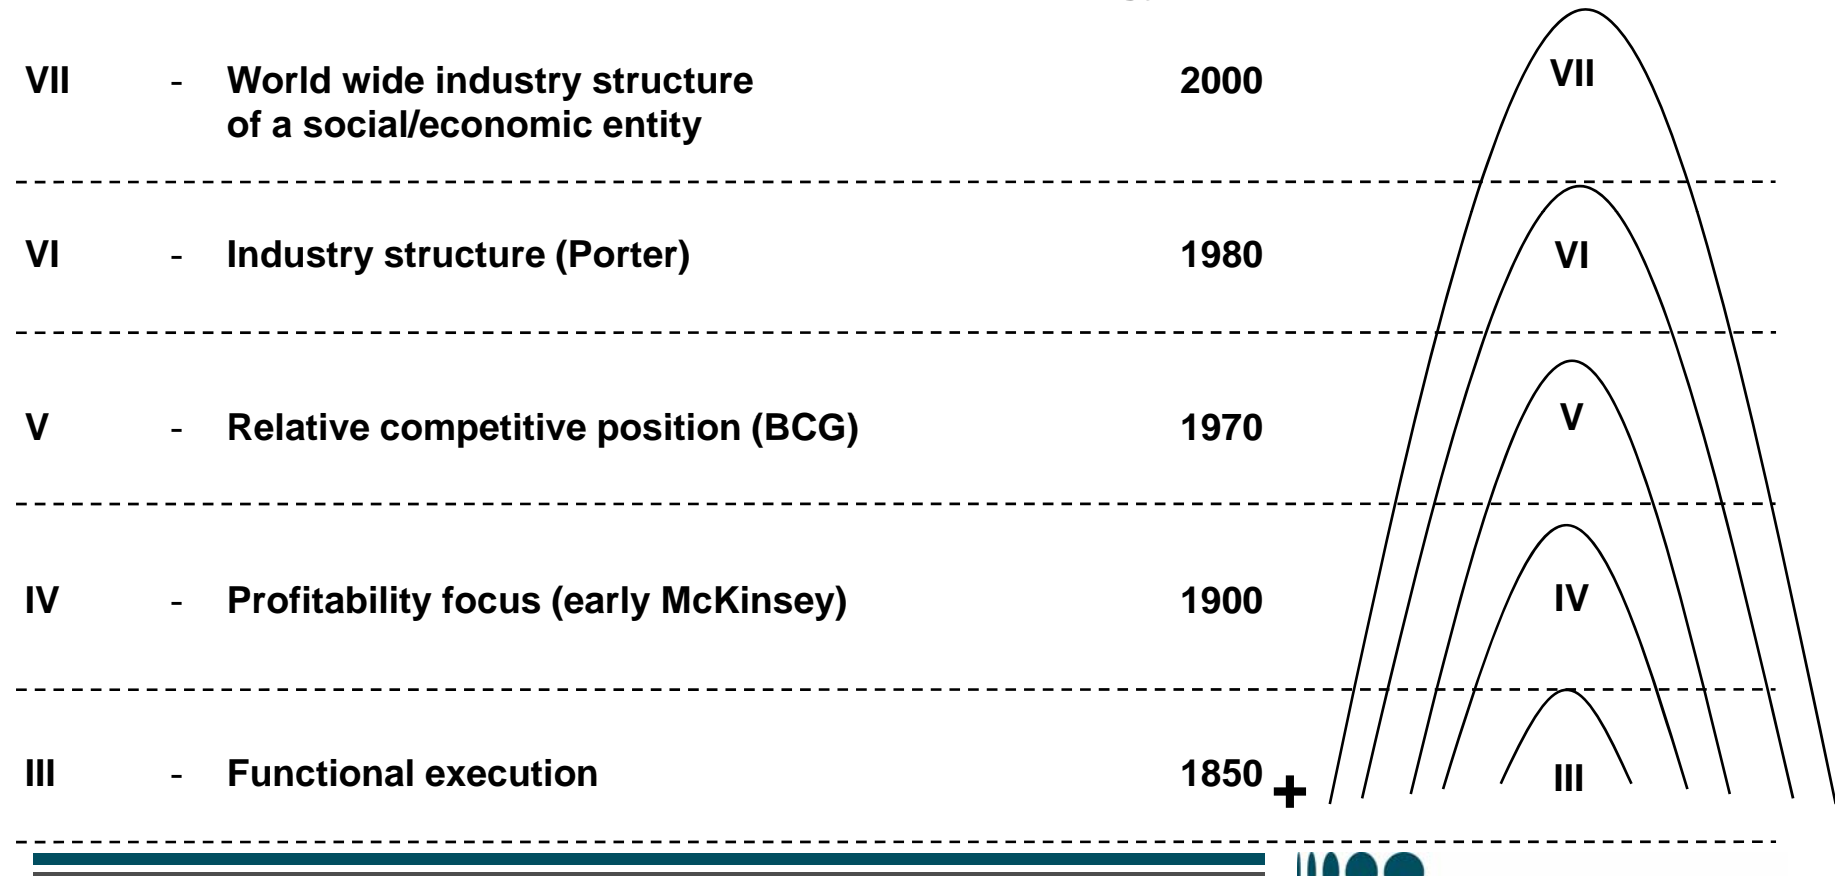 VII - World wide industry structure 2000 VII
of a social/economic entity
VI - Industry structure (Porter) 1980 VI
V - Relative competitive position (BCG) 1970 V
IV - Profitability focus (early McKinsey) 1900 IV
III - Functional execution 1850 + III